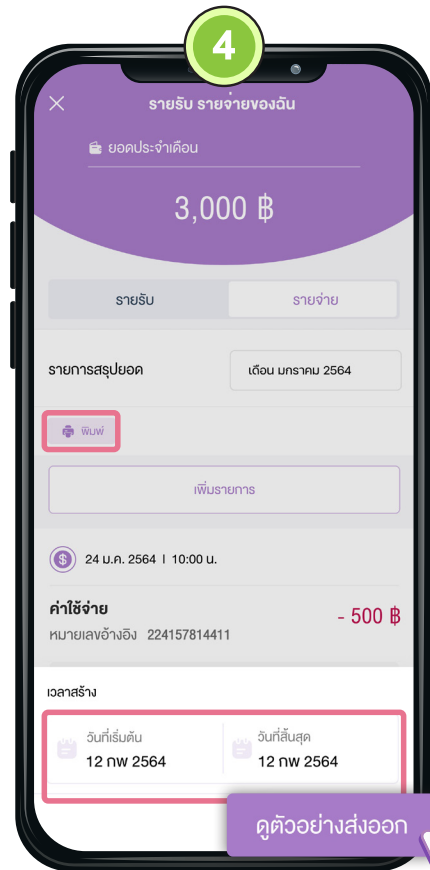 4
รายรับ รายจ่ายของฉัน
ยอดประจำเดือน
3,000 ฿
รายรับ
รายจ่าย
รายการสรุปยอด
เดือน มกราคม 2564
พิมพ์
เพิ่มรายการ
24 ม.ค. 2564 | 10:00 น.
ค่าใช้จ่าย
- 500 ฿
หมายเลขอ้างอิง 224157814411
เวลาสร้าง
วันที่เริ่มต้น
วันที่สิ้นสุด
12 กพ 2564
12 กพ 2564
ดูตัวอย่างส่งออก